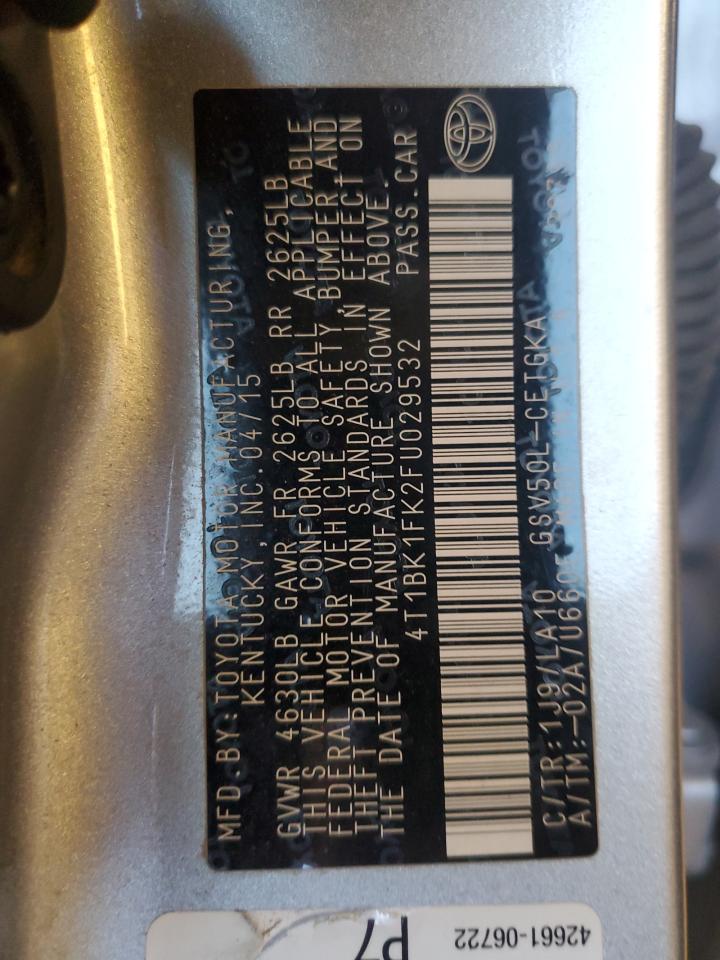 MFD BY:TOYOTA MOTOR MANUFACTURING,
KENTUCKY,INC.04/15
GVWR 4630LB GAWR FR 2625LB RR 2625LB
THIS VEHICLE CONFORMS TO ALL APPLICABLE
FEDERAL MOTOR VEHICLE SAFETY, BUMPER AND
THEFT PREVENTION STANDARDS IN EFFECT ON
THE DATE OF MANUFACTURE SHOWN ABOVE.
4T1BK1FK2FU029532 PASS.CAR
C/TR:1J9/LA10 GSV50L-CETGKA
A/TM:-02A/U660E
42661-06722
P7